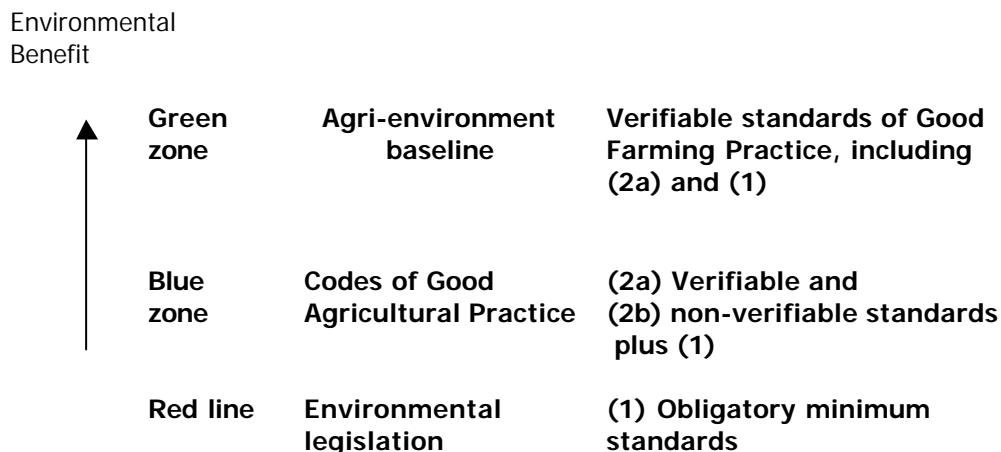 Environmental
Benefit
Green zone
Agri-environment baseline
Verifiable standards of Good Farming Practice, including (2a) and (1)
Blue zone
Codes of Good Agricultural Practice
(2a) Verifiable and (2b) non-verifiable standards plus (1)
Red line
Environmental legislation
(1) Obligatory minimum standards